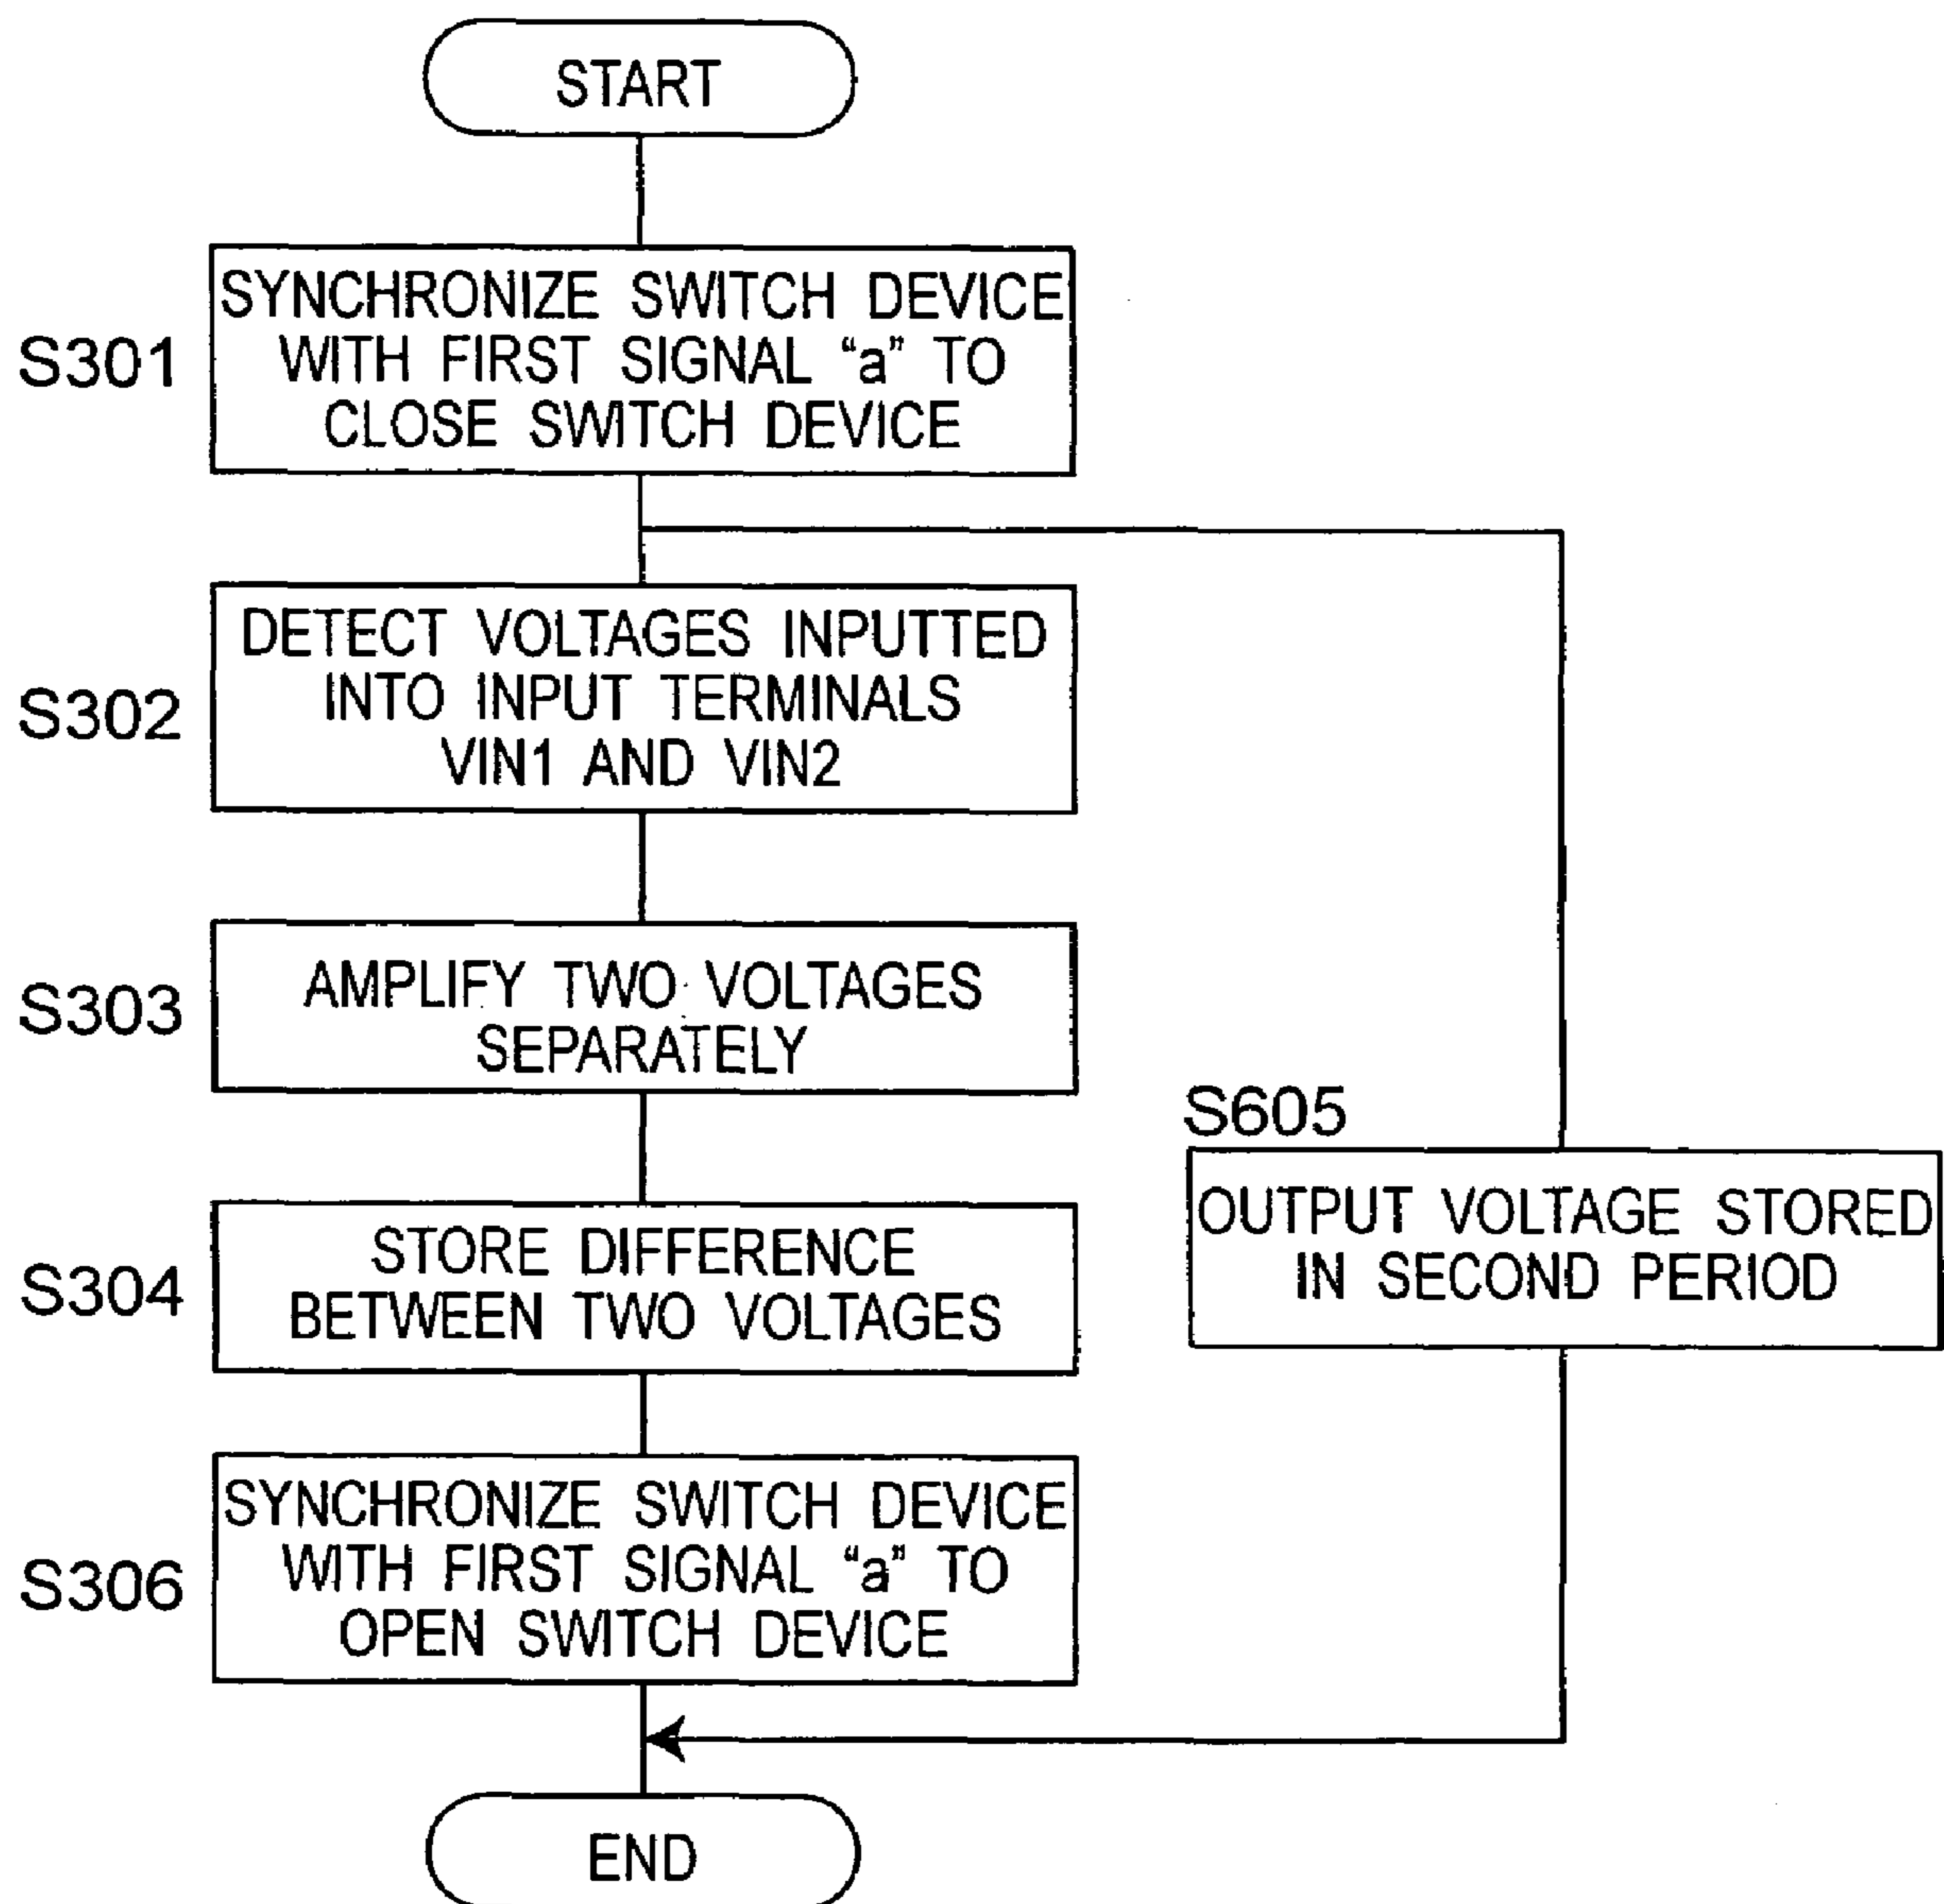 START
S301
SYNCHRONIZE SWITCH DEVICE
WITH FIRST SIGNAL “a” TO
CLOSE SWITCH DEVICE
S302
DETECT VOLTAGES INPUTTED
INTO INPUT TERMINALS
VIN1 AND VIN2
S303
AMPLIFY TWO VOLTAGES
SEPARATELY
S605
OUTPUT VOLTAGE STORED
IN SECOND PERIOD
S304
STORE DIFFERENCE
BETWEEN TWO VOLTAGES
S306
SYNCHRONIZE SWITCH DEVICE
WITH FIRST SIGNAL “a” TO
OPEN SWITCH DEVICE
END